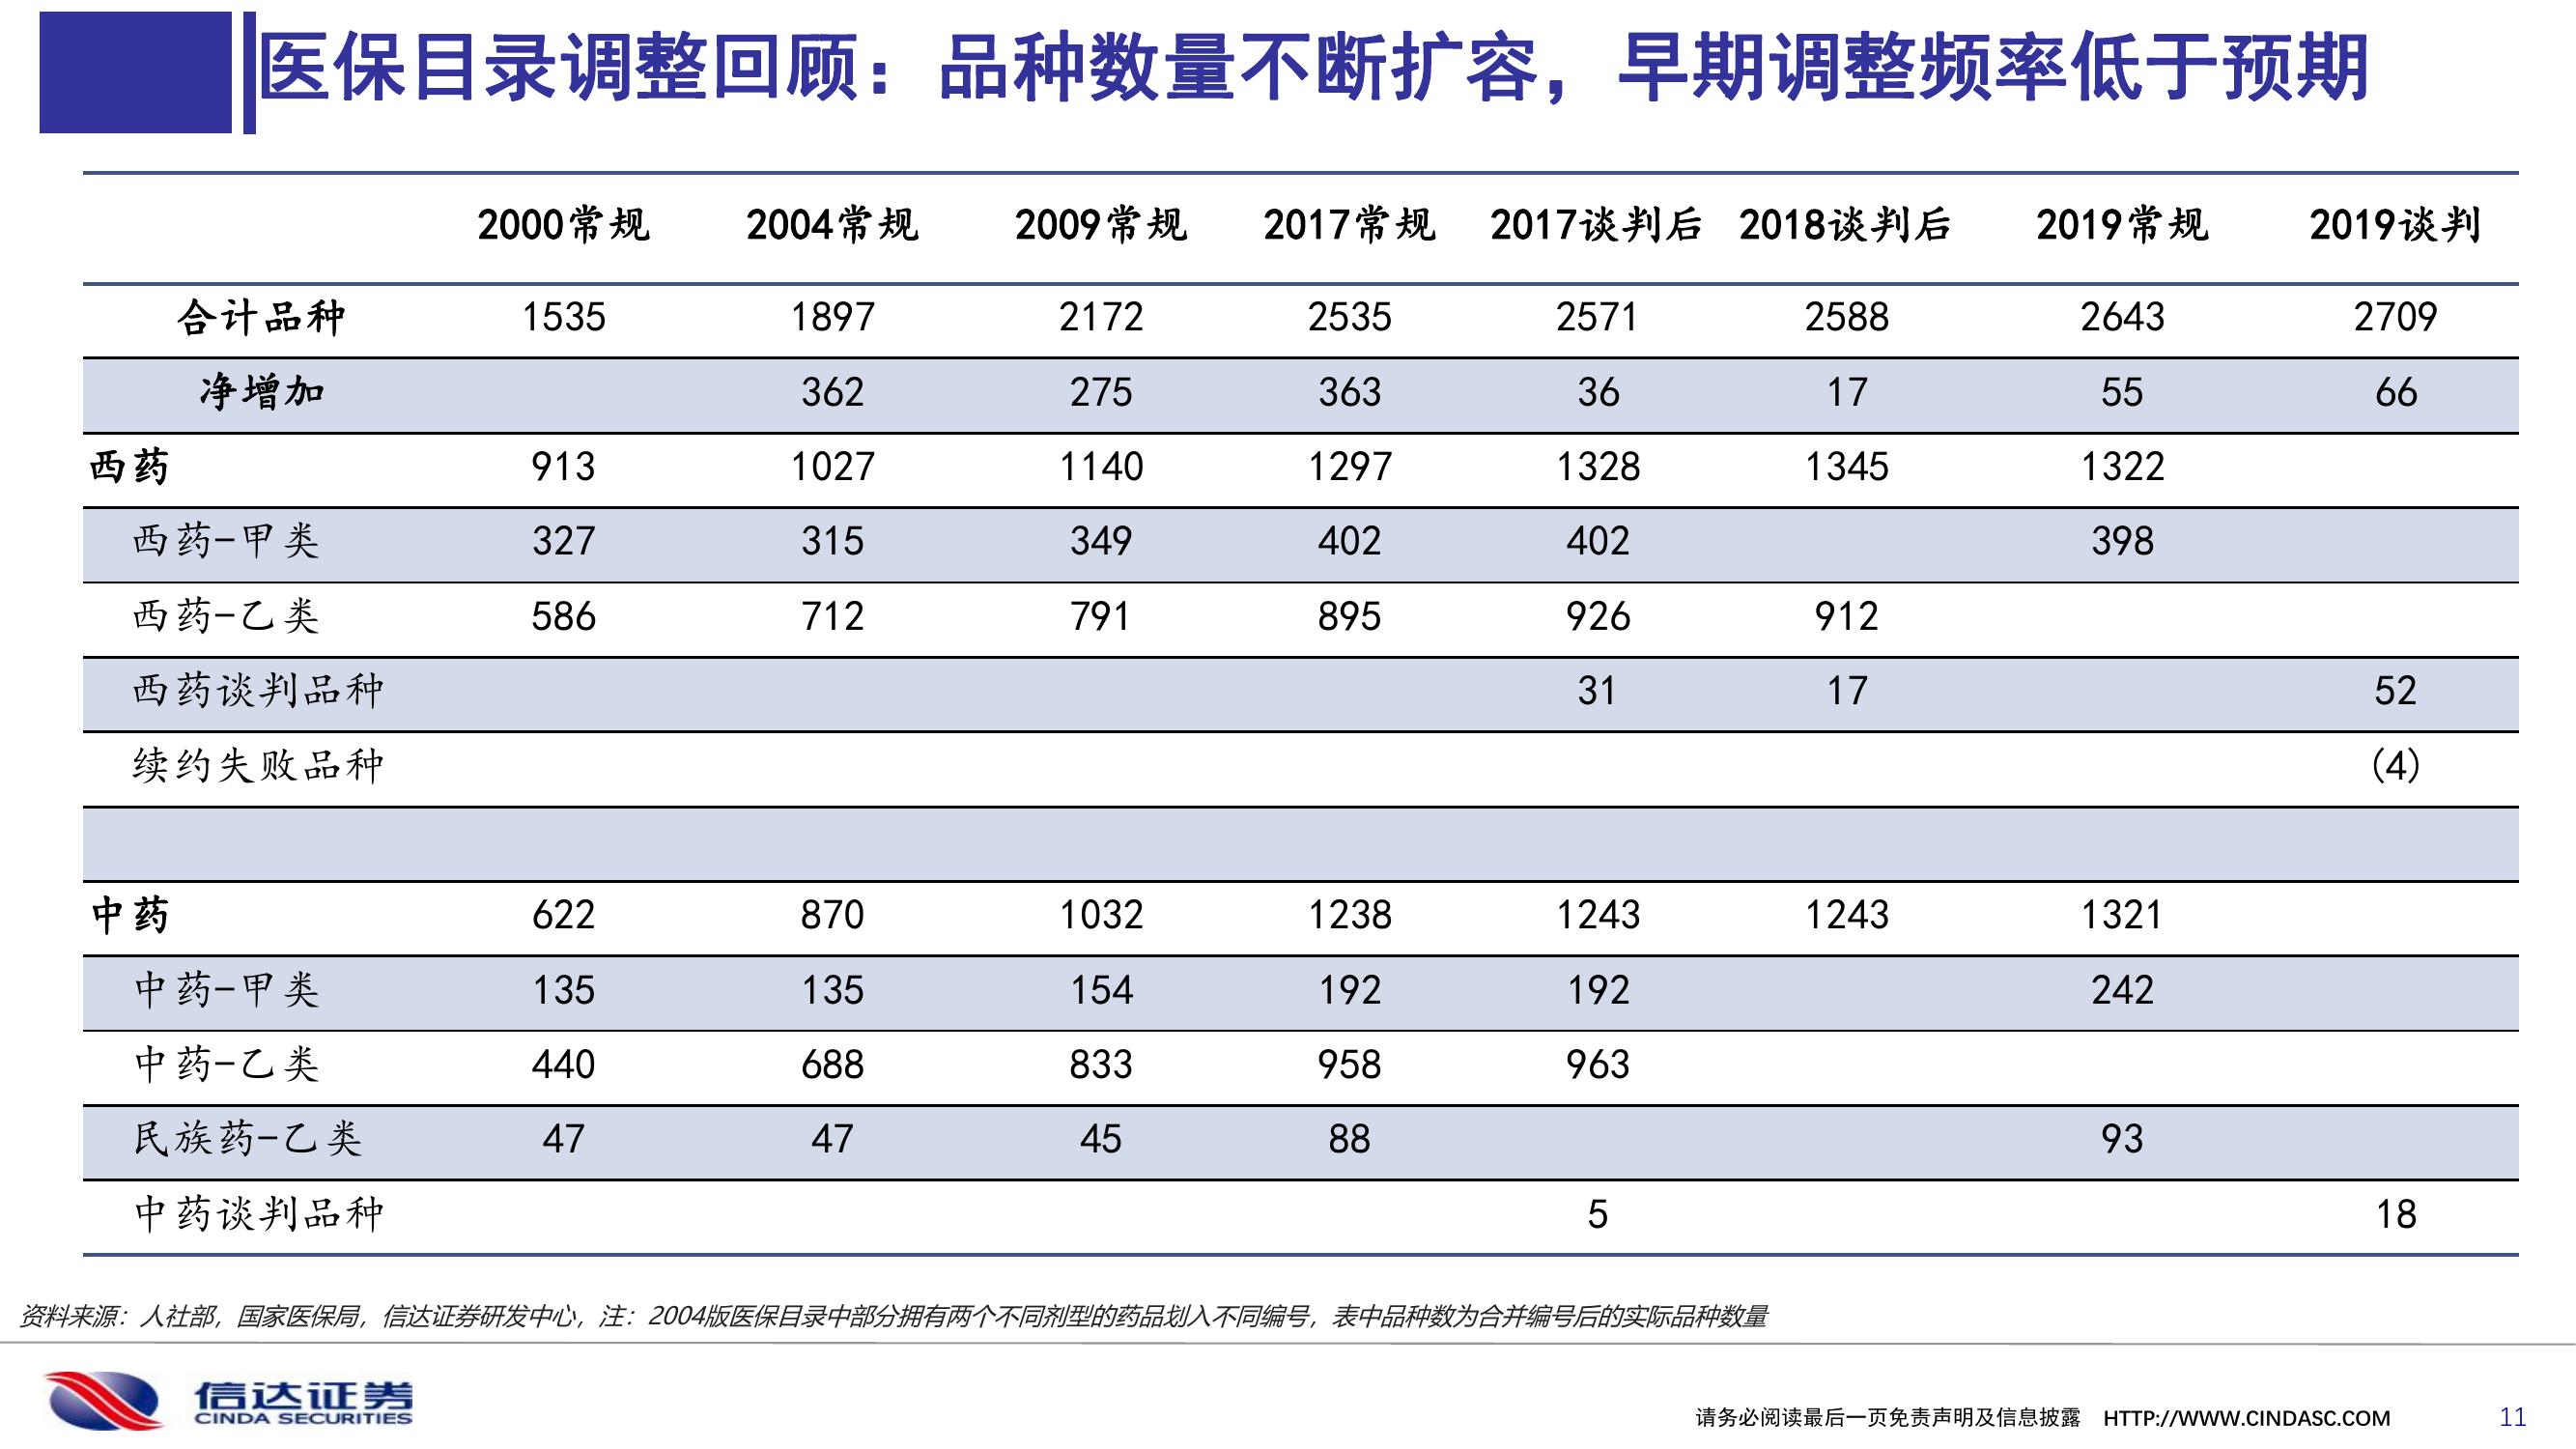 医保目录调整回顾：品种数量不断扩容，早期调整频率低于预期
2000常规 2004常规 2009常规 2017常规 2017谈判后 2018谈判后 2019常规 2019谈判
合计品种 1535 1897 2172 2535 2571 2588 2643 2709
净增加 362 275 363 36 17 55 66
西药 913 1027 1140 1297 1328 1345 1322
西药-甲类 327 315 349 402 402 398
西药-乙类 586 712 791 895 926 912
西药谈判品种 31 17 52
续约失败品种 (4)
中药 622 870 1032 1238 1243 1243 1321
中药-甲类 135 135 154 192 192 242
中药-乙类 440 688 833 958 963
民族药-乙类 47 47 45 88 93
中药谈判品种 5 18
资料来源：人社部，国家医保局，信达证券研发中心，注：2004版医保目录中部分拥有两个不同剂型的药品划入不同编号，表中品种数为合并编号后的实际品种数量
信达证券
CINDA SECURITIES
请务必阅读最后一页免责声明及信息披露 HTTP://WWW.CINDASC.COM 11